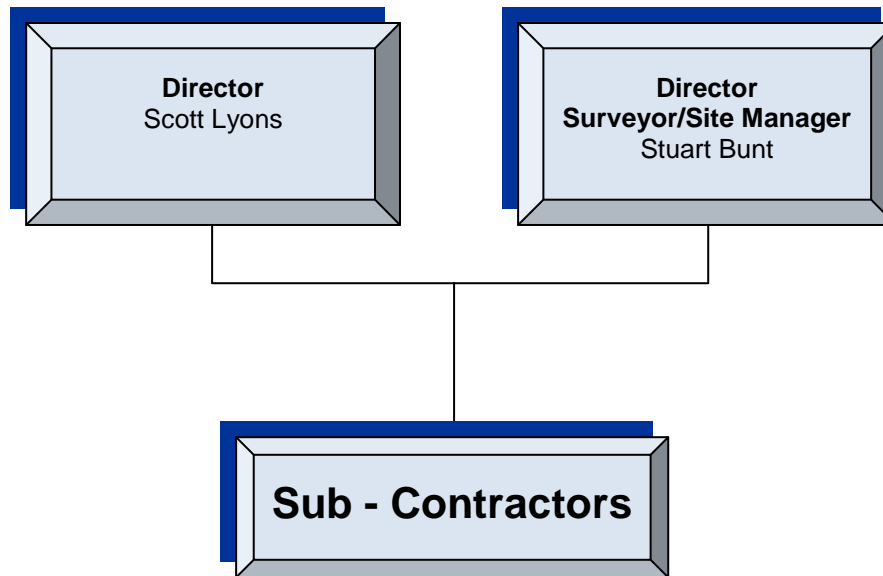 Director
Scott Lyons
Director
Surveyor/Site Manager
Stuart Bunt
Sub - Contractors